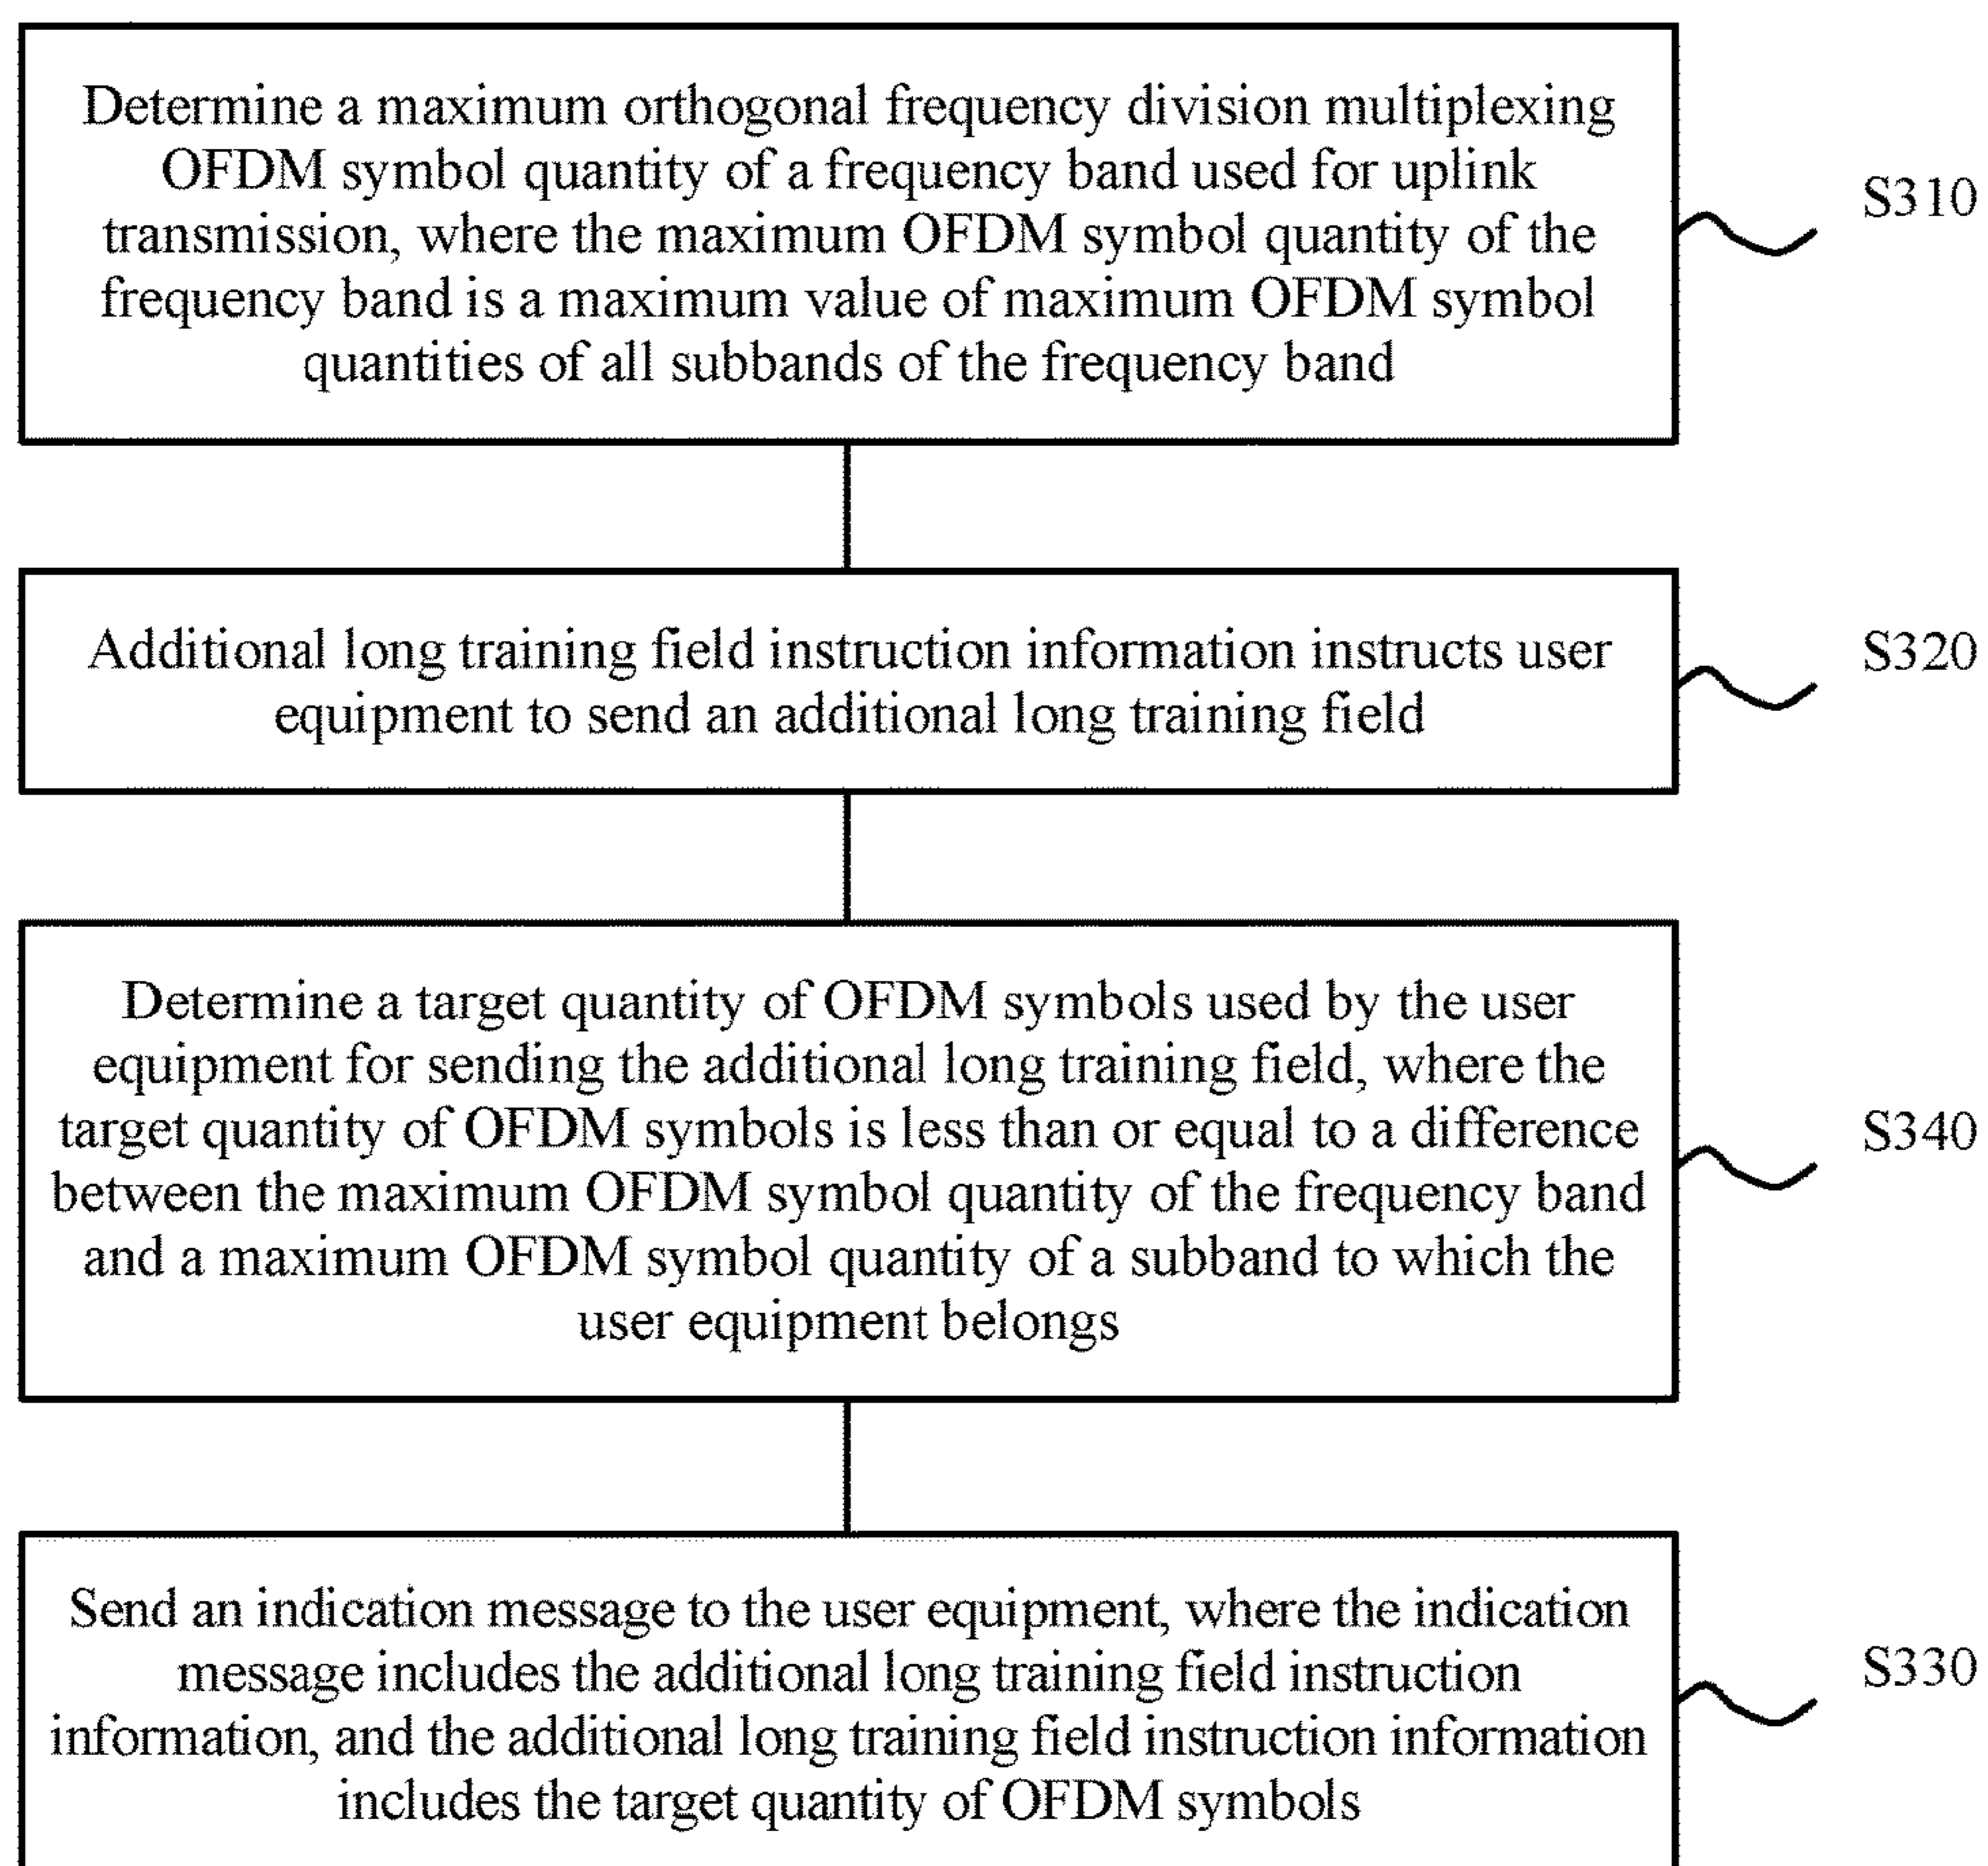 Determine a maximum orthogonal frequency division multiplexing
OFDM symbol quantity of a frequency band used for uplink
transmission, where the maximum OFDM symbol quantity of the
frequency band is a maximum value of maximum OFDM symbol
quantities of all subbands of the frequency band
S310
Additional long training field instruction information instructs user
equipment to send an additional long training field
S320
Determine a target quantity of OFDM symbols used by the user
equipment for sending the additional long training field, where the
target quantity of OFDM symbols is less than or equal to a difference
between the maximum OFDM symbol quantity of the frequency band
and a maximum OFDM symbol quantity of a subband to which the
user equipment belongs
S340
Send an indication message to the user equipment, where the indication
message includes the additional long training field instruction
information, and the additional long training field instruction information
includes the target quantity of OFDM symbols
S330